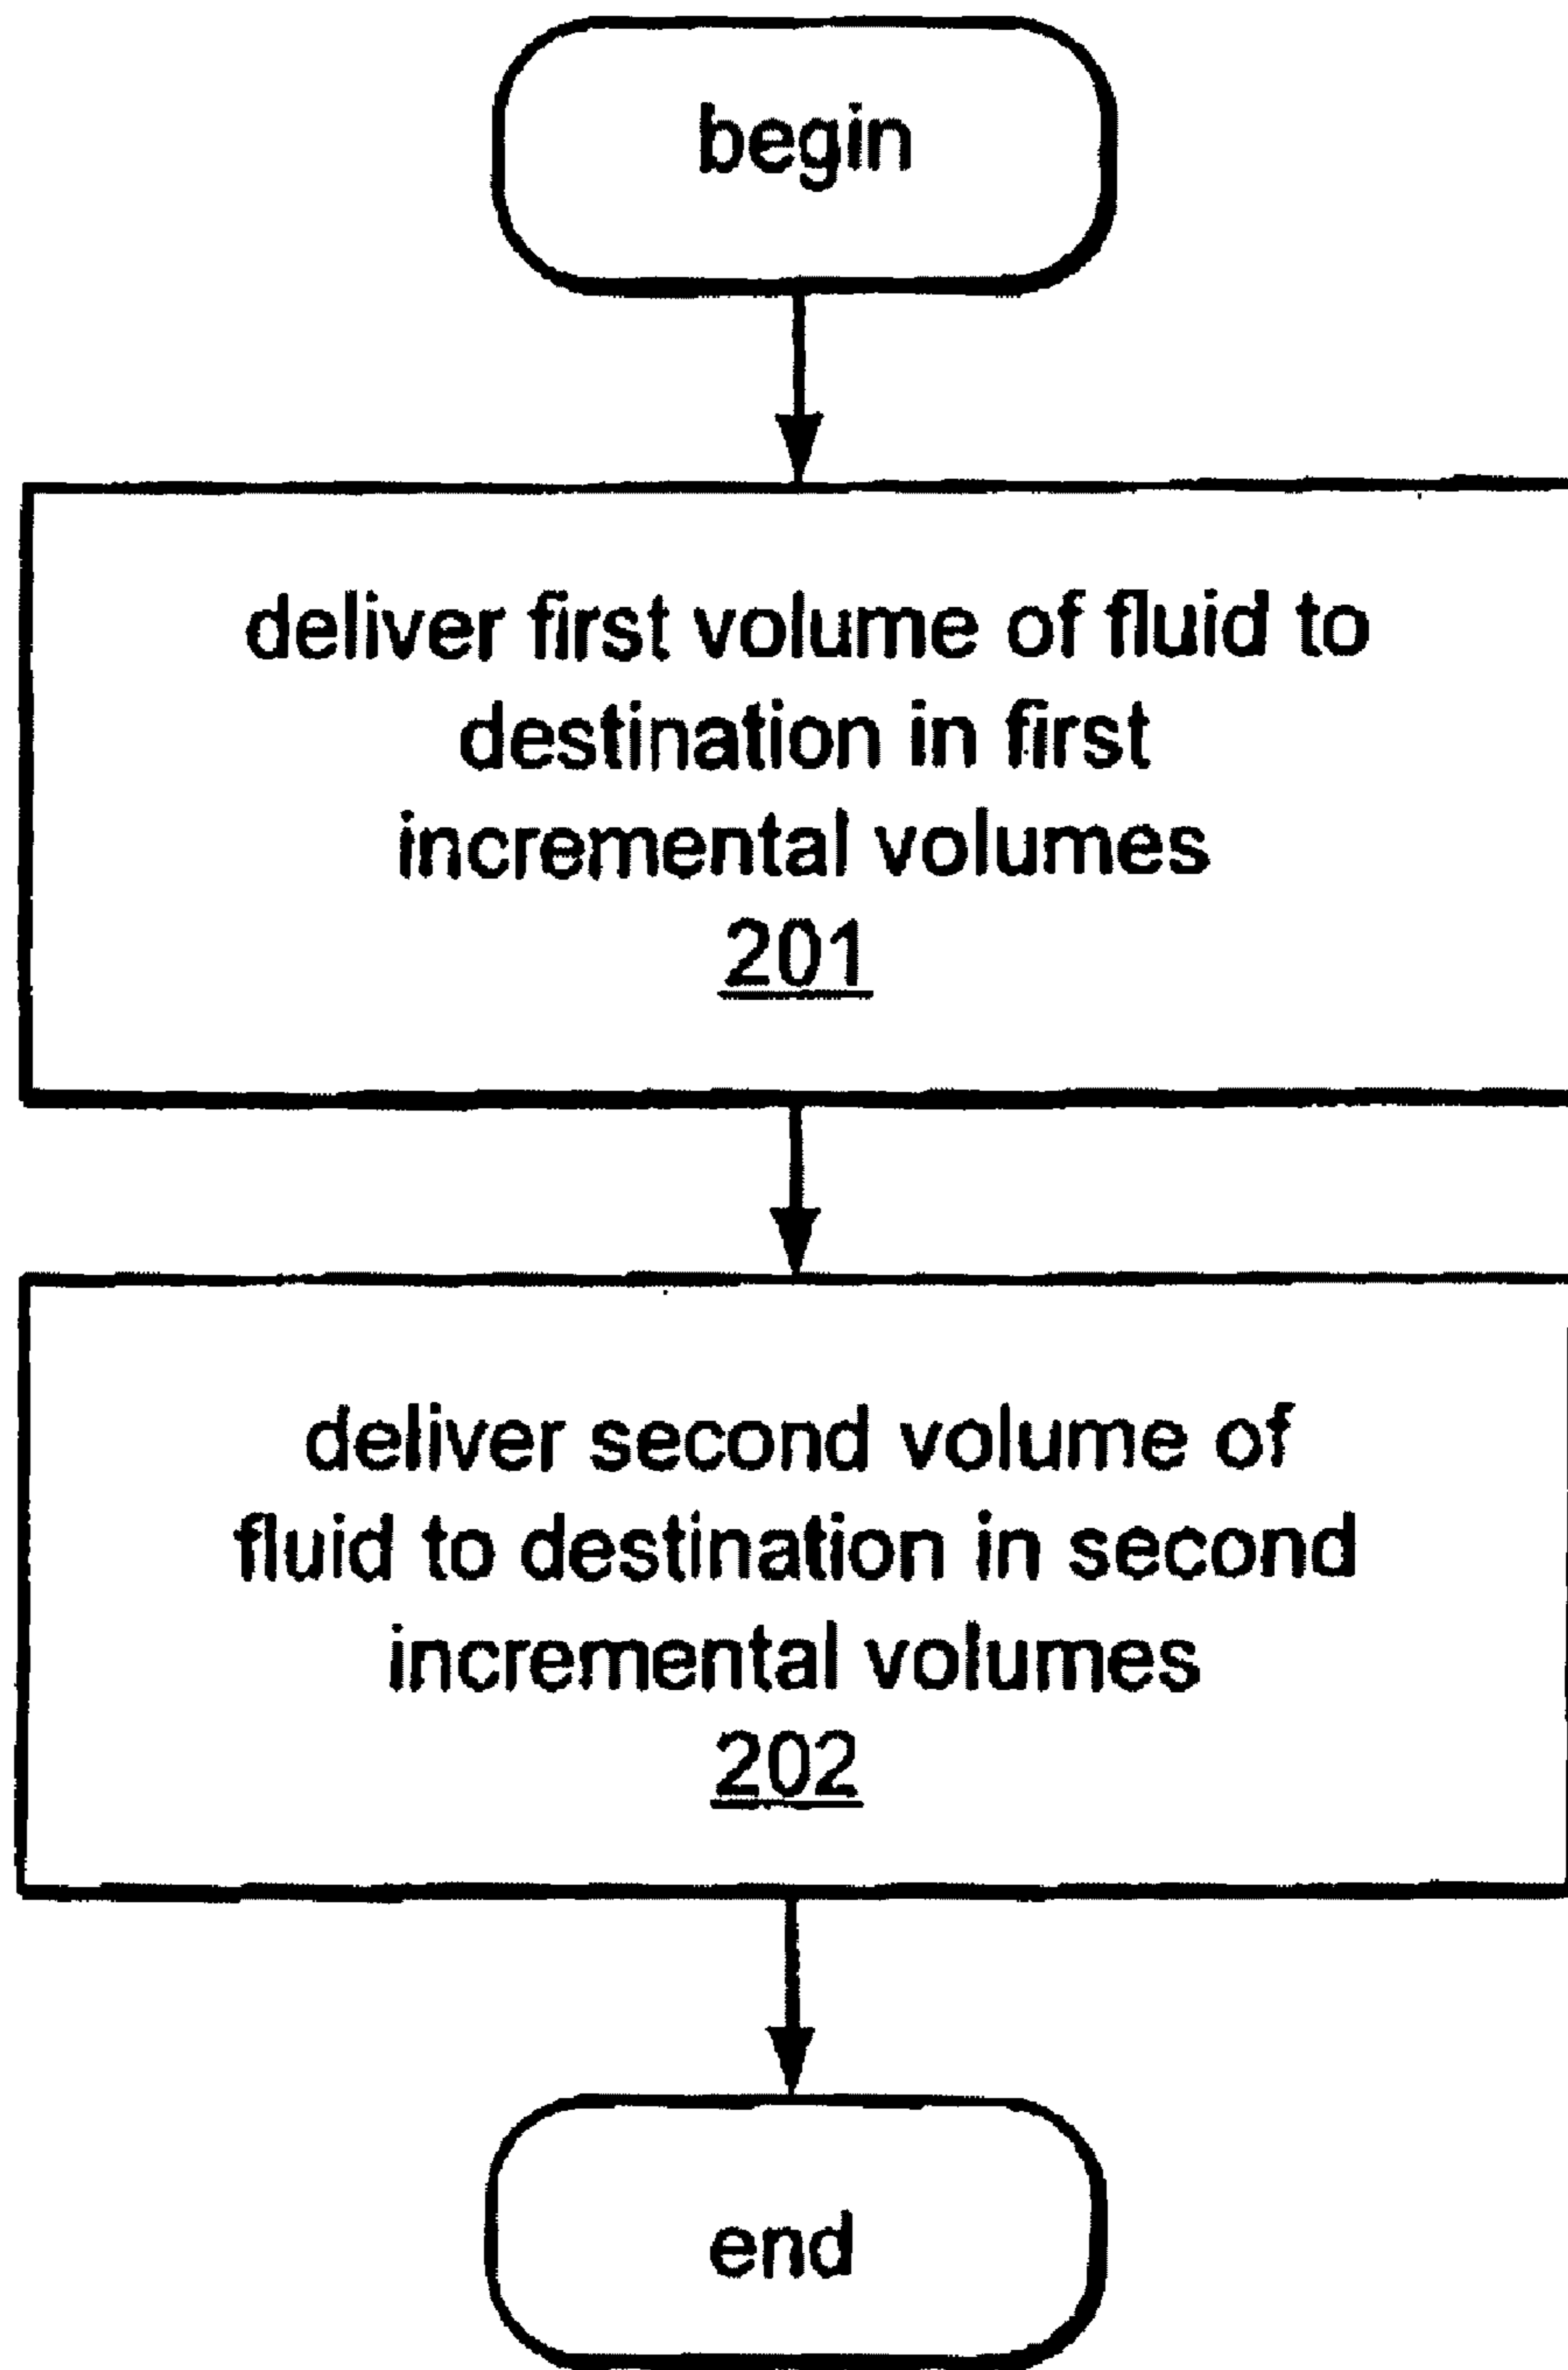 begin
deliver first volume of fluid to
destination in first
incremental volumes
201
deliver second volume of
fluid to destination in second
incremental volumes
202
end